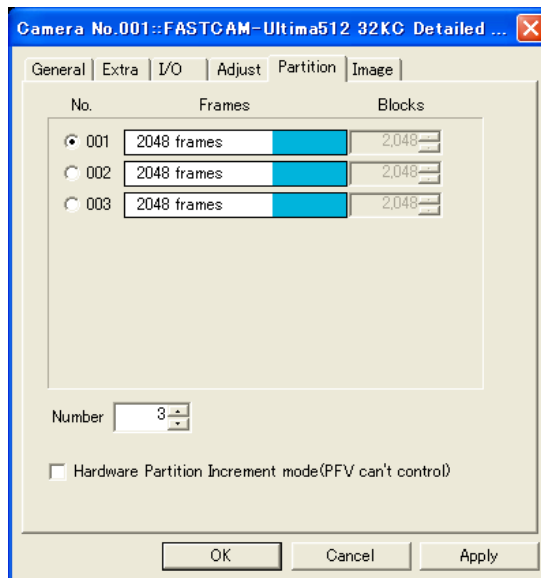 Camera No.001::FASTCAM-Ultima512 32KC Detailed ...
General Extra I/O Adjust Partition Image
No. Frames Blocks
001 2048 frames 2,048
002 2048 frames 2,048
003 2048 frames 2,048
Number 3
Hardware Partition Increment mode(PFV can't control)
OK Cancel Apply